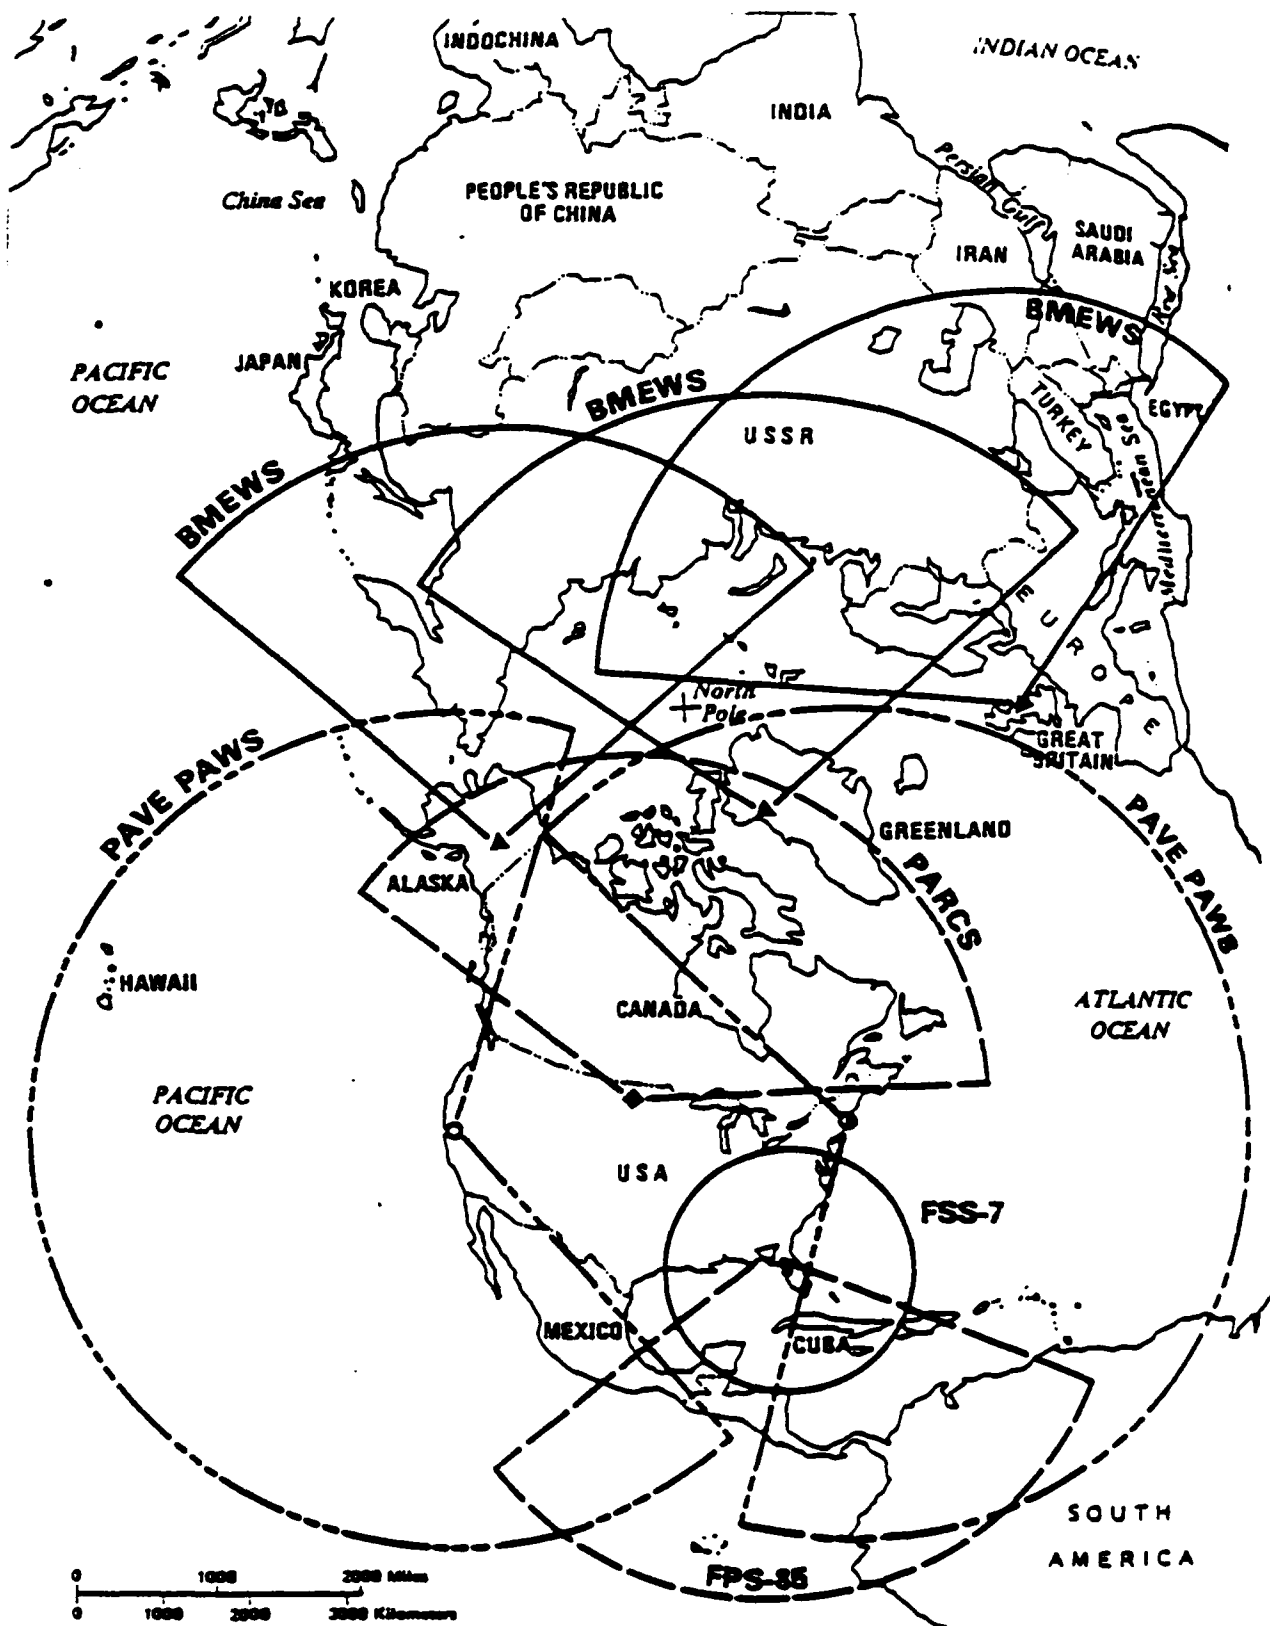 INDOCHINA
INDIAN OCEAN
INDIA
Persian Gulf
China Sea
PEOPLE'S REPUBLIC
OF CHINA
SAUDI
ARABIA
IRAN
Red Sea
KOREA
BMEWS
JAPAN
PACIFIC
OCEAN
BMEWS
TURKEY
EGYPT
USSR
Mediterranean Sea
BMEWS
EUROPE
North
Pole
GREAT
BRITAIN
PAVE PAWS
PAVE PAWS
GREENLAND
PARCS
ALASKA
HAWAII
CANADA
ATLANTIC
OCEAN
PACIFIC
OCEAN
USA
FSS-7
MEXICO
CUBA
SOUTH
AMERICA
FPS-85
0 1000 2000 Miles
0 1000 2000 3000 Kilometers